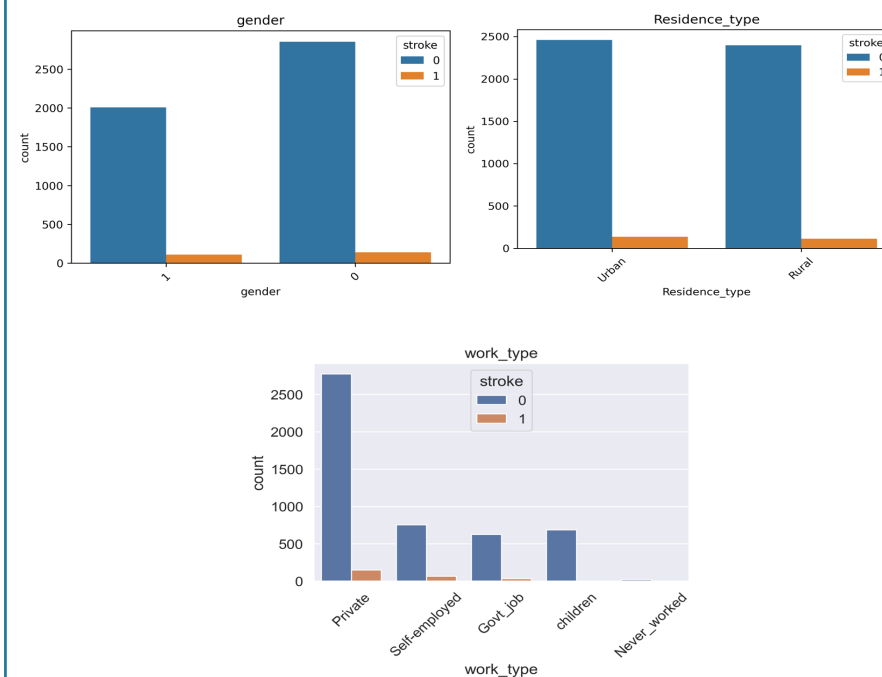 gender
stroke
0
1
2500
2000
1500
1000
500
0
count
1
0
gender
Residence_type
stroke
0
1
2500
2000
1500
1000
500
0
count
Urban
Rural
Residence_type
work_type
stroke
0
1
2500
2000
1500
1000
500
0
count
Private
Self-employed
Govt_job
children
Never_worked
work_type